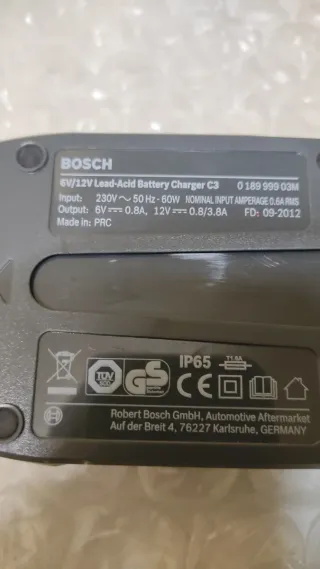 BOSCH
6V/12V Lead-Acid Battery Charger C3 0 189 999 03M
Input: 230V ~ 50 Hz - 60W NOMINAL INPUT AMPERAGE 0.6A RMS
Output: 6V ⎓ 0.8A, 12V ⎓ 0.8/3.8A FD: 09-2012
Made in: PRC
IP65 T1.6A
TÜV GS
Robert Bosch GmbH, Automotive Aftermarket
Auf der Breit 4, 76227 Karlsruhe, GERMANY